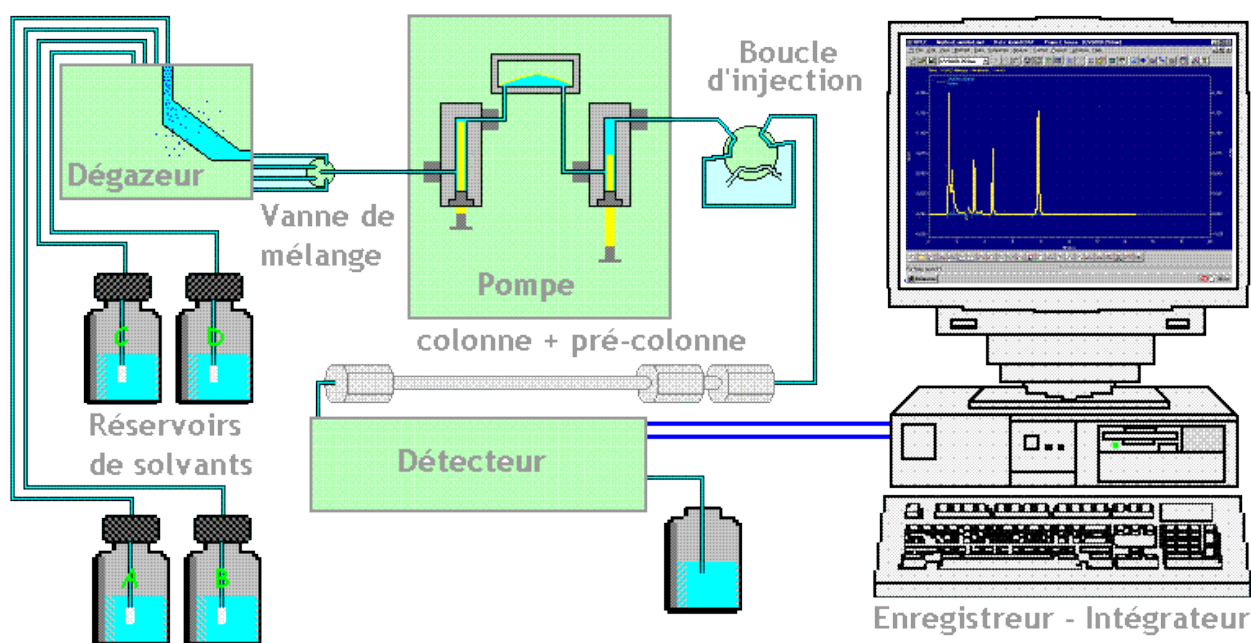 Boucle
d'injection
Dégazeur
Vanne de
mélange
Pompe
colonne + pré-colonne
C
D
Réservoirs
de solvants
Détecteur
A
B
Enregistreur - Intégrateur